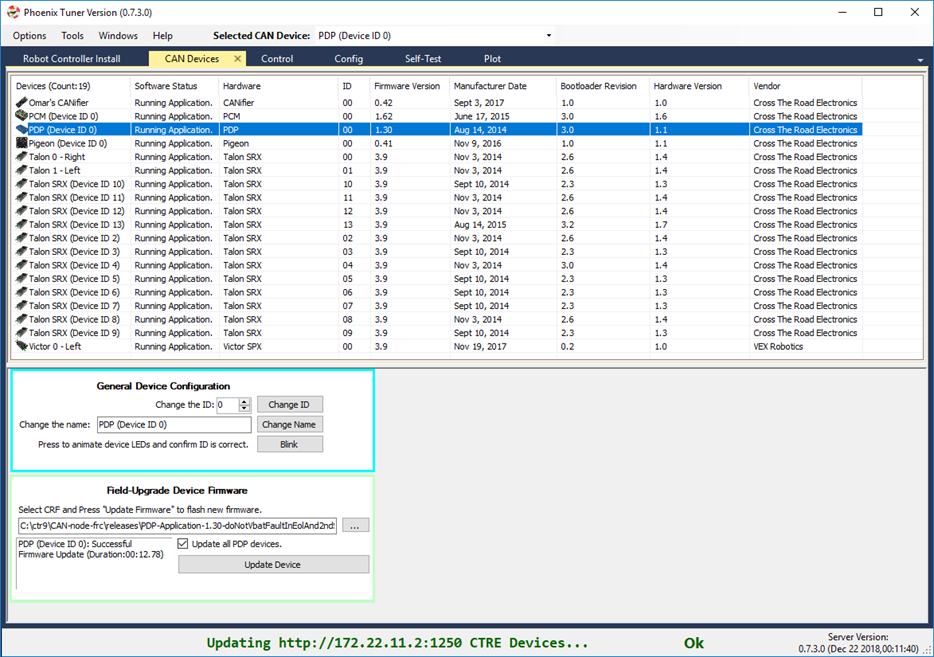 Phoenix Tuner Version (0.7.3.0)
Options Tools Windows Help Selected CAN Device: PDP (Device ID 0)
Robot Controller Install CAN Devices Control Config Self-Test Plot
Devices (Count:19) Software Status Hardware ID Firmware Version Manufacturer Date Bootloader Revision Hardware Version Vendor
Omar's CANifier Running Application. CANifier 00 0.42 Sept 3, 2017 1.0 1.0 Cross The Road Electronics
PCM (Device ID 0) Running Application. PCM 00 1.62 June 17, 2015 3.0 1.6 Cross The Road Electronics
PDP (Device ID 0) Running Application. PDP 00 1.30 Aug 14, 2014 3.0 1.1 Cross The Road Electronics
Pigeon (Device ID 0) Running Application. Pigeon 00 0.41 Nov 9, 2016 1.0 1.1 Cross The Road Electronics
Talon 0 - Right Running Application. Talon SRX 00 3.9 Nov 3, 2014 2.6 1.4 Cross The Road Electronics
Talon 1 - Left Running Application. Talon SRX 01 3.9 Nov 3, 2014 2.6 1.4 Cross The Road Electronics
Talon SRX (Device ID 10) Running Application. Talon SRX 10 3.9 Sept 10, 2014 2.3 1.3 Cross The Road Electronics
Talon SRX (Device ID 11) Running Application. Talon SRX 11 3.9 Nov 3, 2014 2.6 1.4 Cross The Road Electronics
Talon SRX (Device ID 12) Running Application. Talon SRX 12 3.9 Nov 3, 2014 2.6 1.4 Cross The Road Electronics
Talon SRX (Device ID 13) Running Application. Talon SRX 13 3.9 Aug 14, 2015 3.2 1.7 Cross The Road Electronics
Talon SRX (Device ID 2) Running Application. Talon SRX 02 3.9 Nov 3, 2014 2.6 1.4 Cross The Road Electronics
Talon SRX (Device ID 3) Running Application. Talon SRX 03 3.9 Sept 10, 2014 2.3 1.3 Cross The Road Electronics
Talon SRX (Device ID 4) Running Application. Talon SRX 04 3.9 Nov 3, 2014 3.0 1.4 Cross The Road Electronics
Talon SRX (Device ID 5) Running Application. Talon SRX 05 3.9 Sept 10, 2014 2.3 1.3 Cross The Road Electronics
Talon SRX (Device ID 6) Running Application. Talon SRX 06 3.9 Sept 10, 2014 2.3 1.3 Cross The Road Electronics
Talon SRX (Device ID 7) Running Application. Talon SRX 07 3.9 Sept 10, 2014 2.3 1.3 Cross The Road Electronics
Talon SRX (Device ID 8) Running Application. Talon SRX 08 3.9 Nov 3, 2014 2.6 1.4 Cross The Road Electronics
Talon SRX (Device ID 9) Running Application. Talon SRX 09 3.9 Sept 10, 2014 2.3 1.3 Cross The Road Electronics
Victor 0 - Left Running Application. Victor SPX 00 3.9 Nov 19, 2017 0.2 1.0 VEX Robotics
General Device Configuration
Change the ID: 0 Change ID
Change the name: PDP (Device ID 0) Change Name
Press to animate device LEDs and confirm ID is correct. Blink
Field-Upgrade Device Firmware
Select CRF and Press "Update Firmware" to flash new firmware.
C:\ctr9\CAN-node-frc\releases\PDP-Application-1.30-doNotVbatFaultInEolAnd2nd: ...
PDP (Device ID 0): Successful Update all PDP devices.
Firmware Update (Duration:00:12.78)
Update Device
Updating http://172.22.11.2:1250 CTRE Devices... Ok
Server Version:
0.7.3.0 (Dec 22 2018,00:11:40)